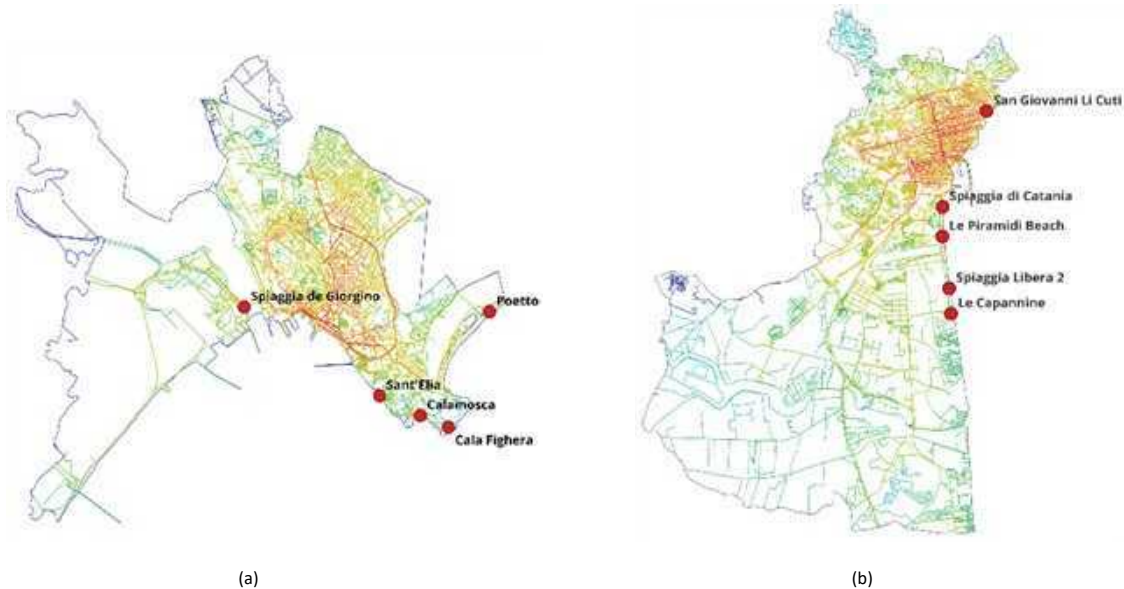 Spiaggia de Giorgino
Poetto
Sant'Elia
Calamosca
Cala Fighera
(a)
San Giovanni Li Cuti
Spiaggia di Catania
Le Piramidi Beach
Spiaggia Libera 2
Le Capannine
(b)